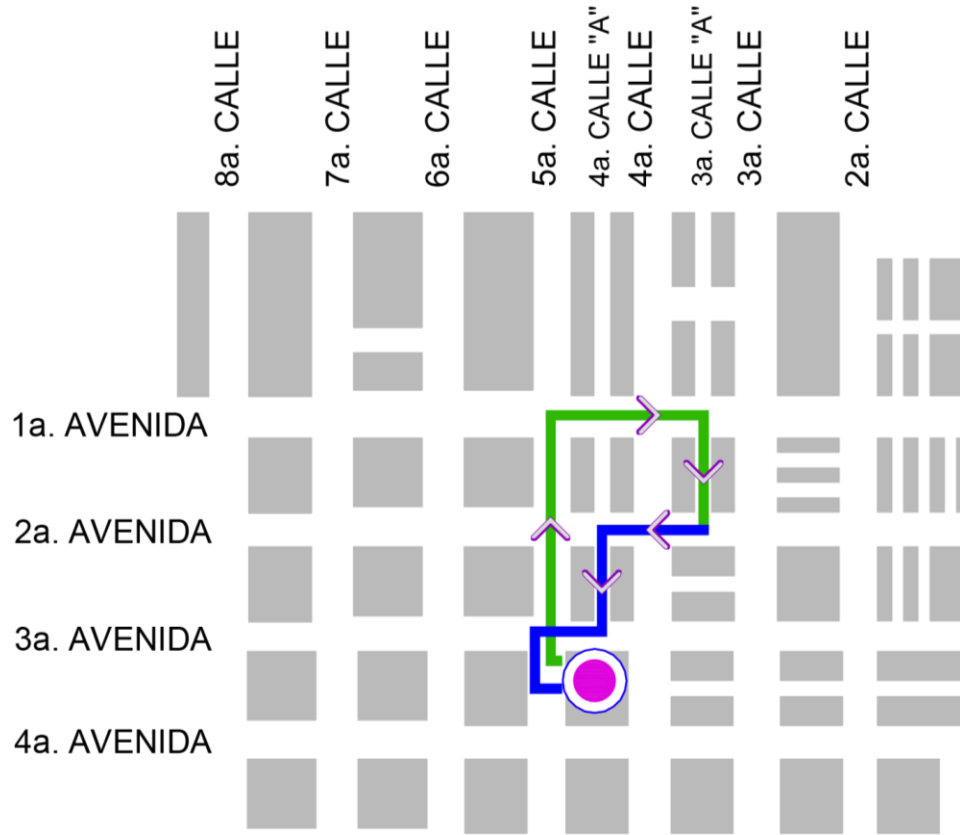 8a. CALLE
7a. CALLE
6a. CALLE
5a. CALLE
4a. CALLE "A"
4a. CALLE
3a. CALLE "A"
3a. CALLE
2a. CALLE
1a. AVENIDA
2a. AVENIDA
3a. AVENIDA
4a. AVENIDA